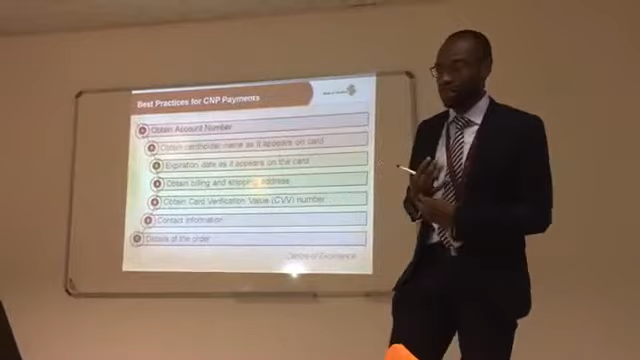 Best Practices for CNP Payments
Obtain Account Number
Obtain cardholder name as it appears on card
Expiration date as it appears on the card
Obtain billing and shipping address
Obtain Card Verification Value (CVV) number
Contact information
Details of the order
Centre of Excellence